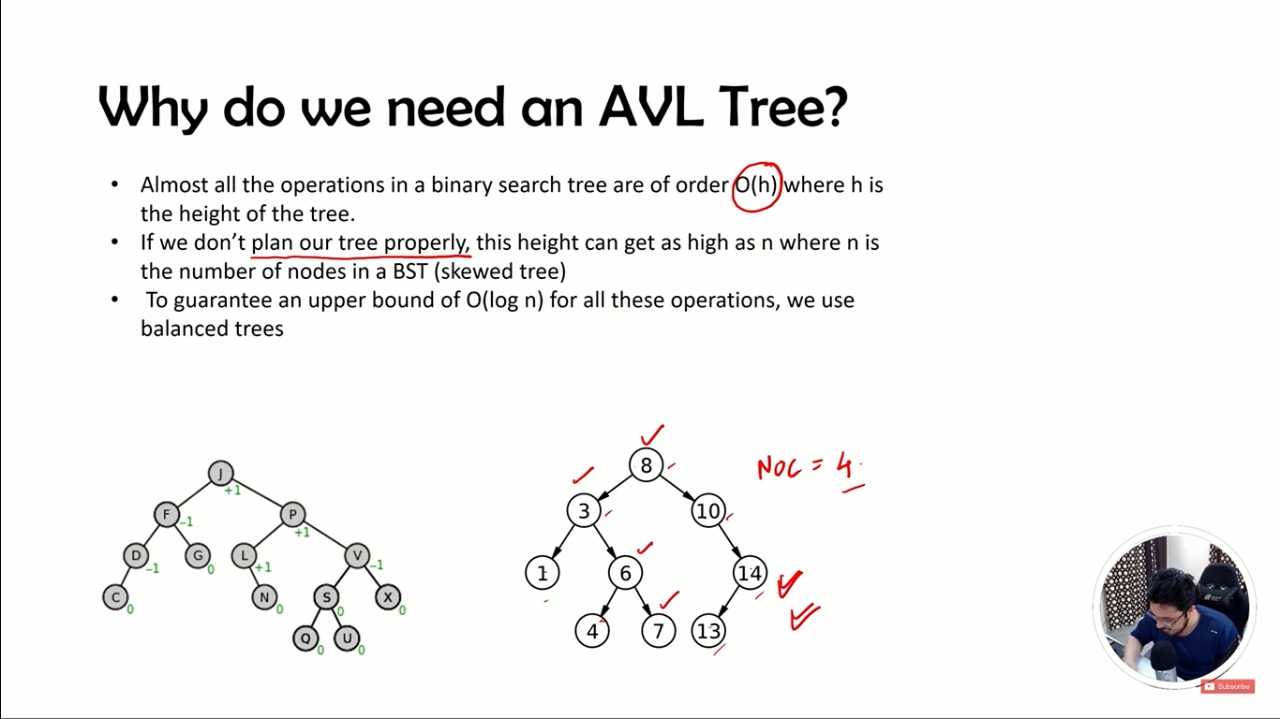 Why do we need an AVL Tree?
• Almost all the operations in a binary search tree are of order O(h) where h is
the height of the tree.
• If we don't plan our tree properly, this height can get as high as n where n is
the number of nodes in a BST (skewed tree)
• To guarantee an upper bound of O(log n) for all these operations, we use
balanced trees
J
+1
F -1 P +1
D -1 G 0 L +1 V -1
C 0 N 0 S 0 X 0
Q 0 U 0
8
3 10
1 6 14
4 7 13
NOC = 4.
Subscribe